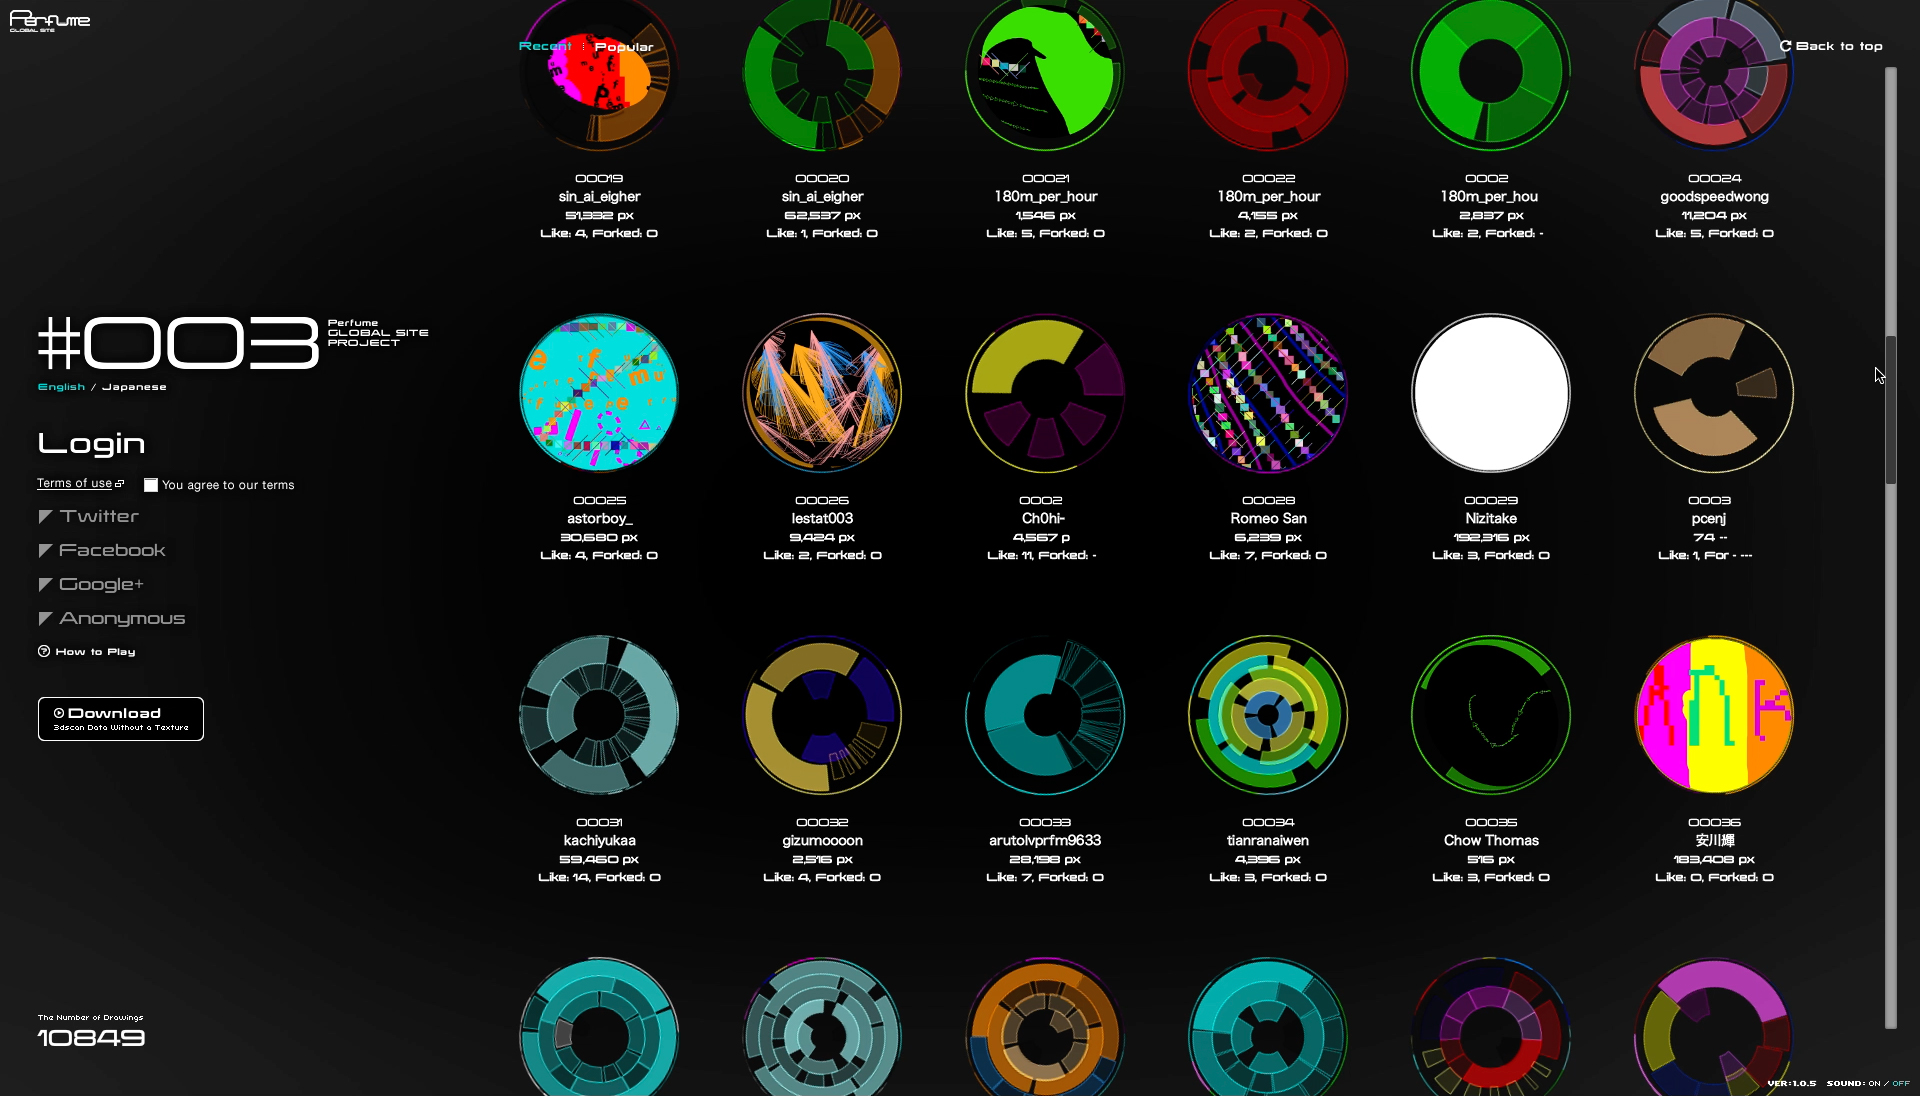 Perfume
GLOBAL SITE
Recent
Popular
Back to top
00019
sin_ai_eigher
51,332 px
Like: 4, Forked: 0
00020
sin_ai_eigher
62,537 px
Like: 1, Forked: 0
00021
180m_per_hour
1,546 px
Like: 5, Forked: 0
00022
180m_per_hour
4,155 px
Like: 2, Forked: 0
0002
180m_per_hou
2,837 px
Like: 2, Forked: -
00024
goodspeedwong
11,204 px
Like: 5, Forked: 0
#003
Perfume
GLOBAL SITE
PROJECT
English / Japanese
Login
Terms of use
You agree to our terms
Twitter
Facebook
Google+
Anonymous
How to Play
Download
3dscan Data Without a Texture
00025
astorboy_
30,680 px
Like: 4, Forked: 0
00026
lestat003
9,424 px
Like: 2, Forked: 0
0002
Ch0hi-
4,567 p
Like: 11, Forked: -
00028
Romeo San
6,239 px
Like: 7, Forked: 0
00029
Nizitake
192,316 px
Like: 3, Forked: 0
0003
pcenj
74 --
Like: 1, For - ---
00031
kachiyukaa
59,460 px
Like: 14, Forked: 0
00032
gizumoooon
2,516 px
Like: 4, Forked: 0
00033
arutolvprfm9633
28,198 px
Like: 7, Forked: 0
00034
tianranaiwen
4,396 px
Like: 3, Forked: 0
00035
Chow Thomas
516 px
Like: 3, Forked: 0
00036
安川輝
183,408 px
Like: 0, Forked: 0
The Number of Drawings
10849
VER:1.0.5 SOUND: ON / OFF